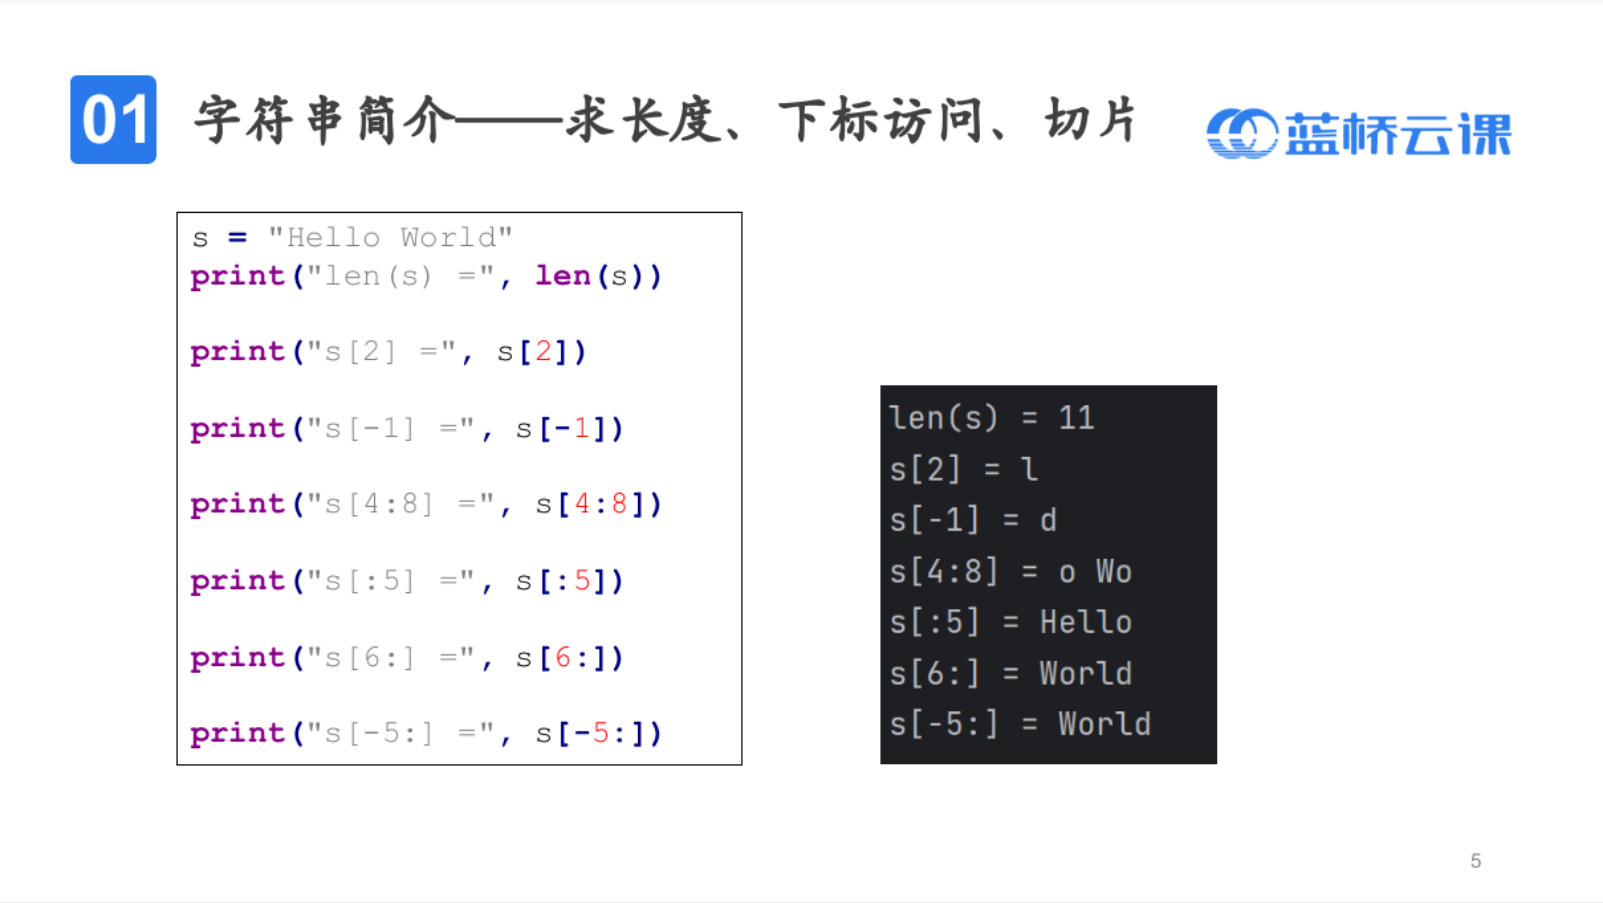 01 字符串简介——求长度、下标访问、切片
蓝桥云课
s = "Hello World"
print("len(s) =", len(s))
print("s[2] =", s[2])
print("s[-1] =", s[-1])
print("s[4:8] =", s[4:8])
print("s[:5] =", s[:5])
print("s[6:] =", s[6:])
print("s[-5:] =", s[-5:])
len(s) = 11
s[2] = l
s[-1] = d
s[4:8] = o Wo
s[:5] = Hello
s[6:] = World
s[-5:] = World
5